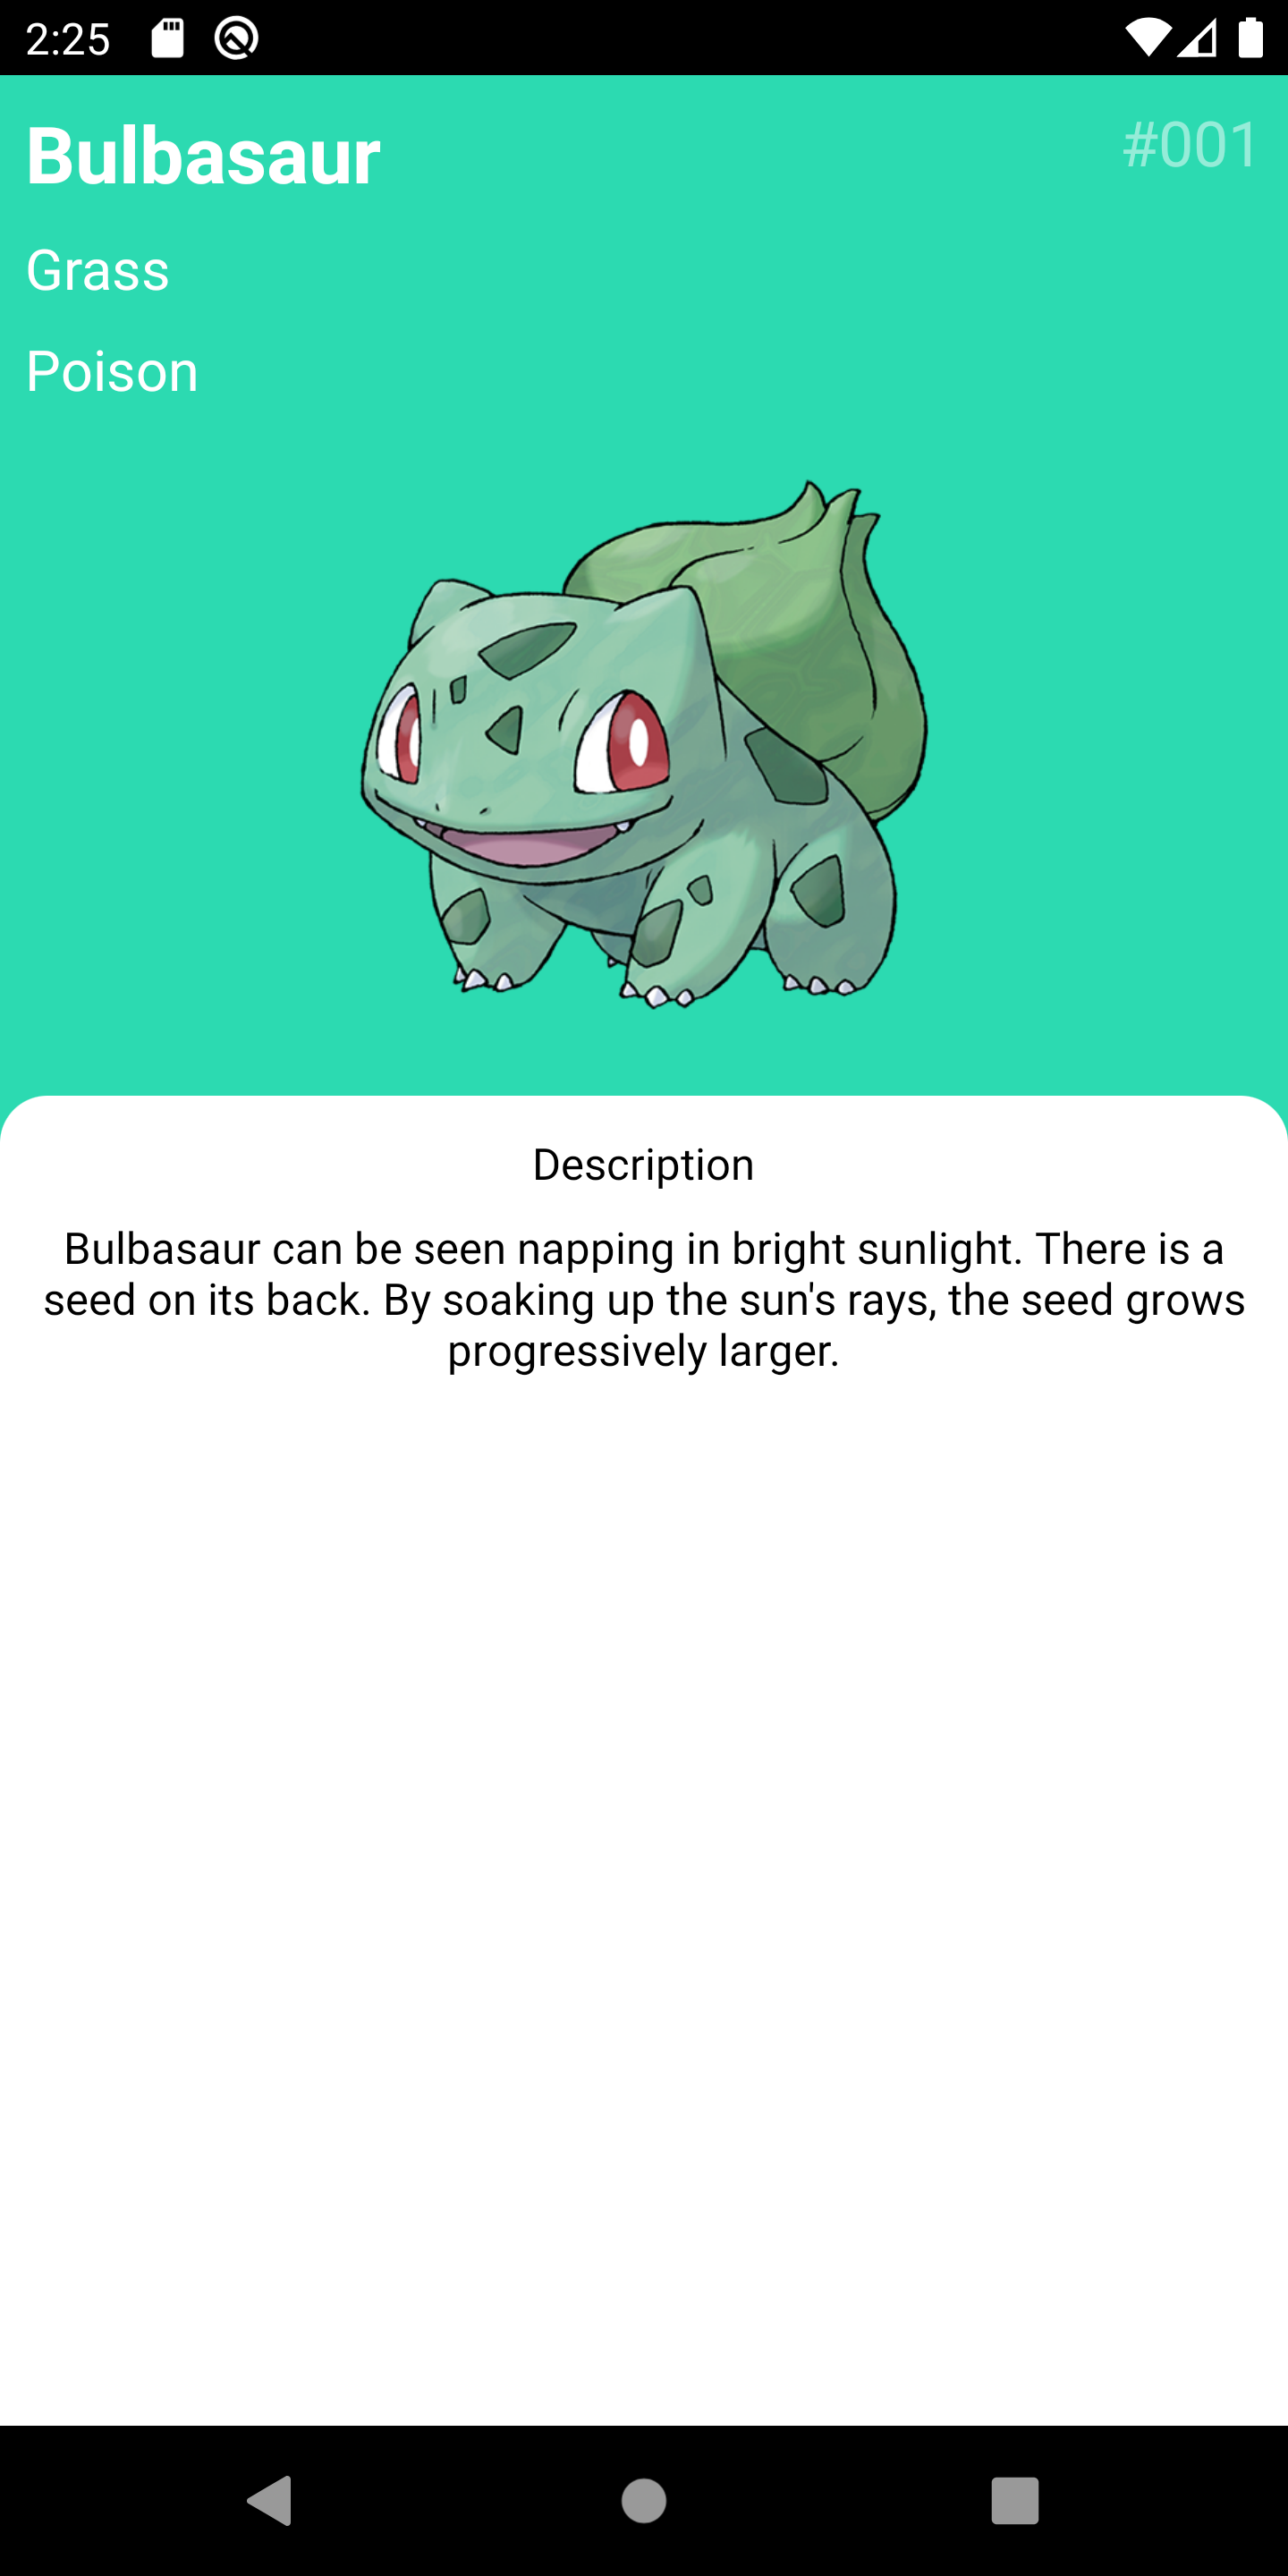 2:25
Bulbasaur
#001
Grass
Poison
Description
Bulbasaur can be seen napping in bright sunlight. There is a
seed on its back. By soaking up the sun's rays, the seed grows
progressively larger.